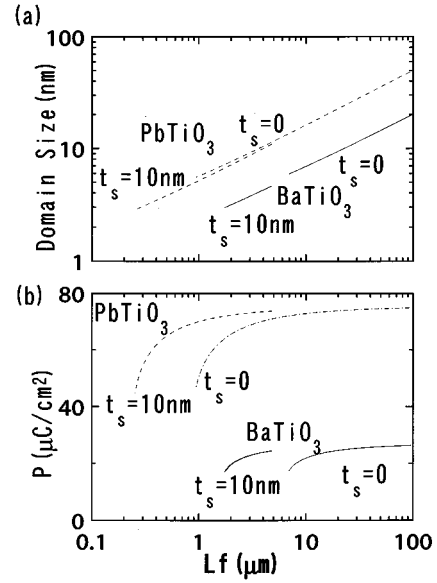 (a)
100
10
1
Domain Size(nm)
PbTiO3
ts=0
ts=10nm
ts=0
BaTiO3
ts=10nm
(b)
80
40
0
P(μC/cm2)
PbTiO3
ts=0
ts=10nm
BaTiO3
ts=10nm
ts=0
0.1
1
10
100
Lf(μm)